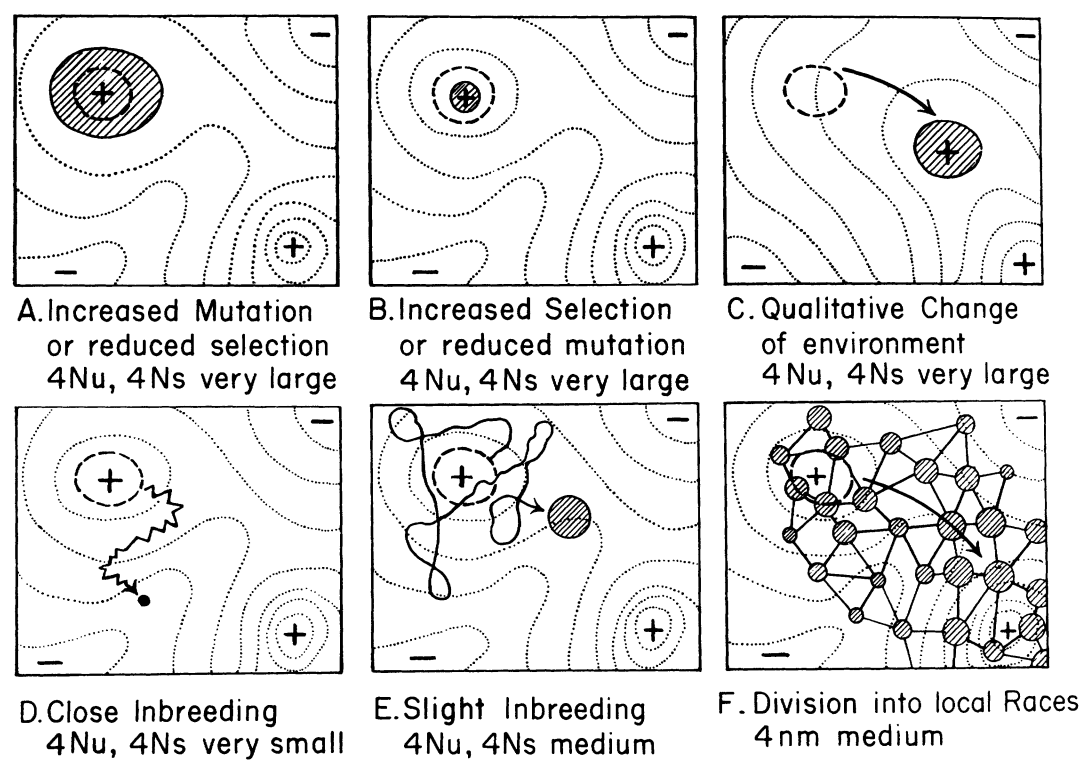 A. Increased Mutation
or reduced selection
4Nu, 4Ns very large
B. Increased Selection
or reduced mutation
4Nu, 4Ns very large
C. Qualitative Change
of environment
4Nu, 4Ns very large
D. Close Inbreeding
4Nu, 4Ns very small
E. Slight Inbreeding
4Nu, 4Ns medium
F. Division into local Races
4nm medium